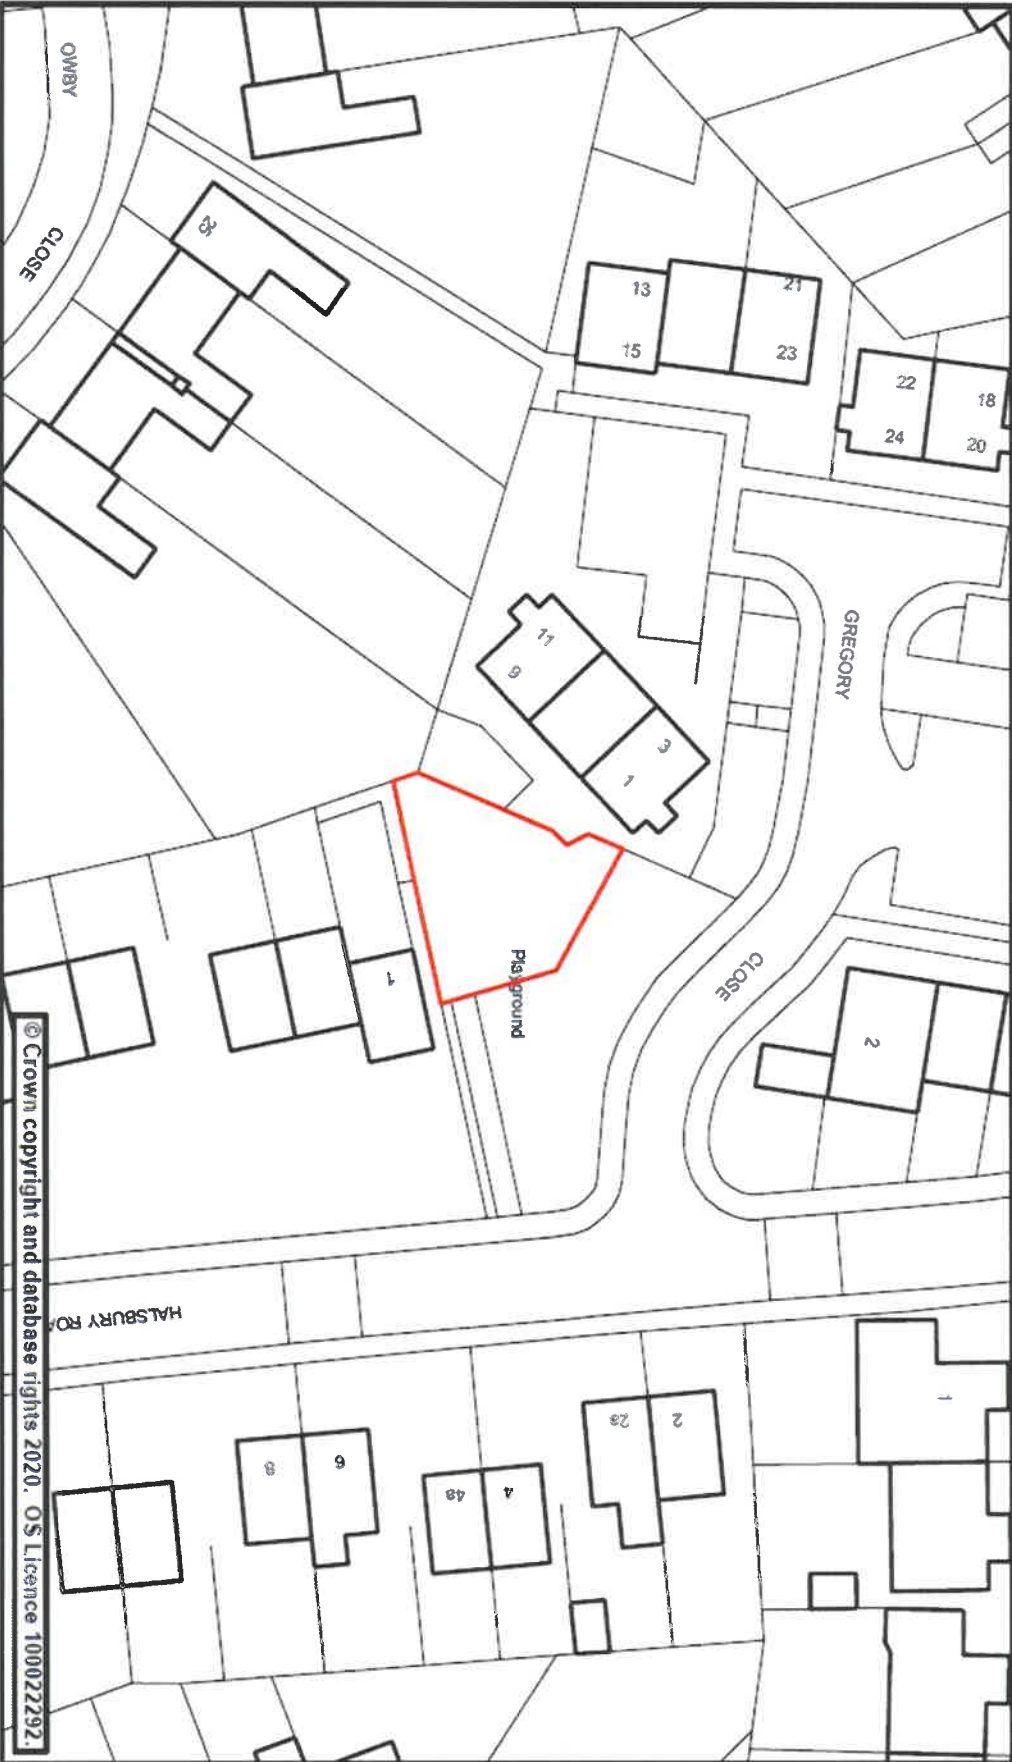 OWBY
CLOSE
25
13
15
21
23
22
24
18
20
GREGORY
11
9
3
1
CLOSE
Playground
1
2
HALSBURY ROA
8
6
4a
4
2a
2
1
© Crown copyright and database rights 2020. OS Licence 100022292.